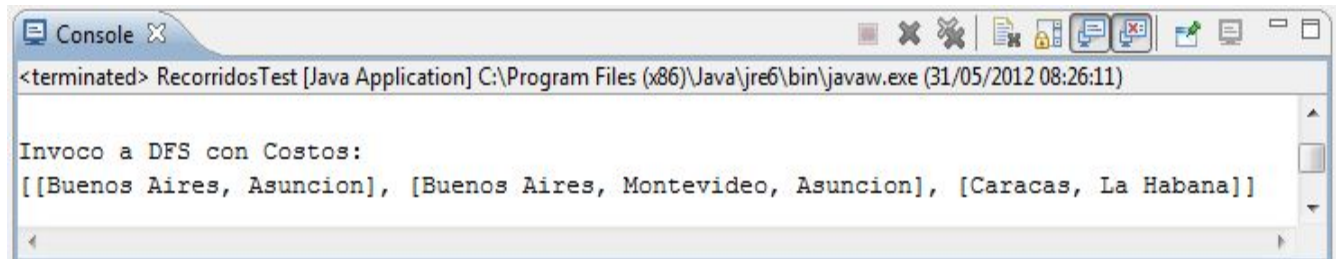 Console
<terminated> RecorridosTest [Java Application] C:\Program Files (x86)\Java\jre6\bin\javaw.exe (31/05/2012 08:26:11)
Invoco a DFS con Costos:
[[Buenos Aires, Asuncion], [Buenos Aires, Montevideo, Asuncion], [Caracas, La Habana]]